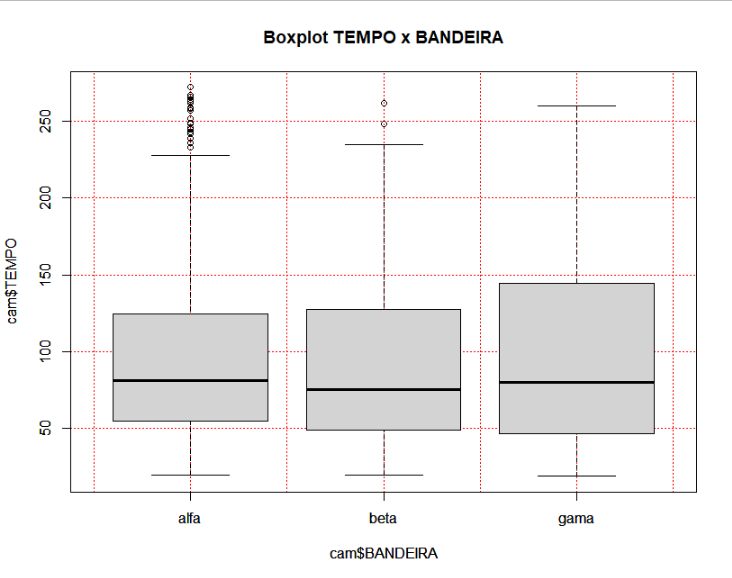 Boxplot TEMPO x BANDEIRA
cam$TEMPO
250
200
150
100
50
alfa
beta
gama
cam$BANDEIRA